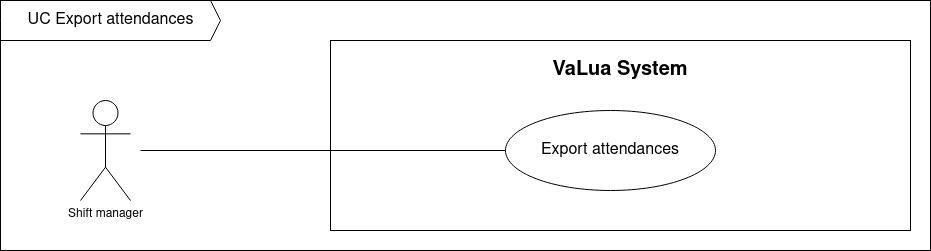 UC Export attendances
VaLua System
Export attendances
Shift manager